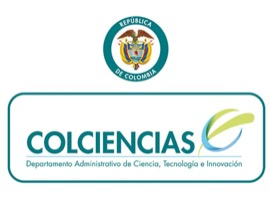 REPÚBLICA
DE COLOMBIA
COLCIENCIAS
Departamento Administrativo de Ciencia, Tecnología e Innovación